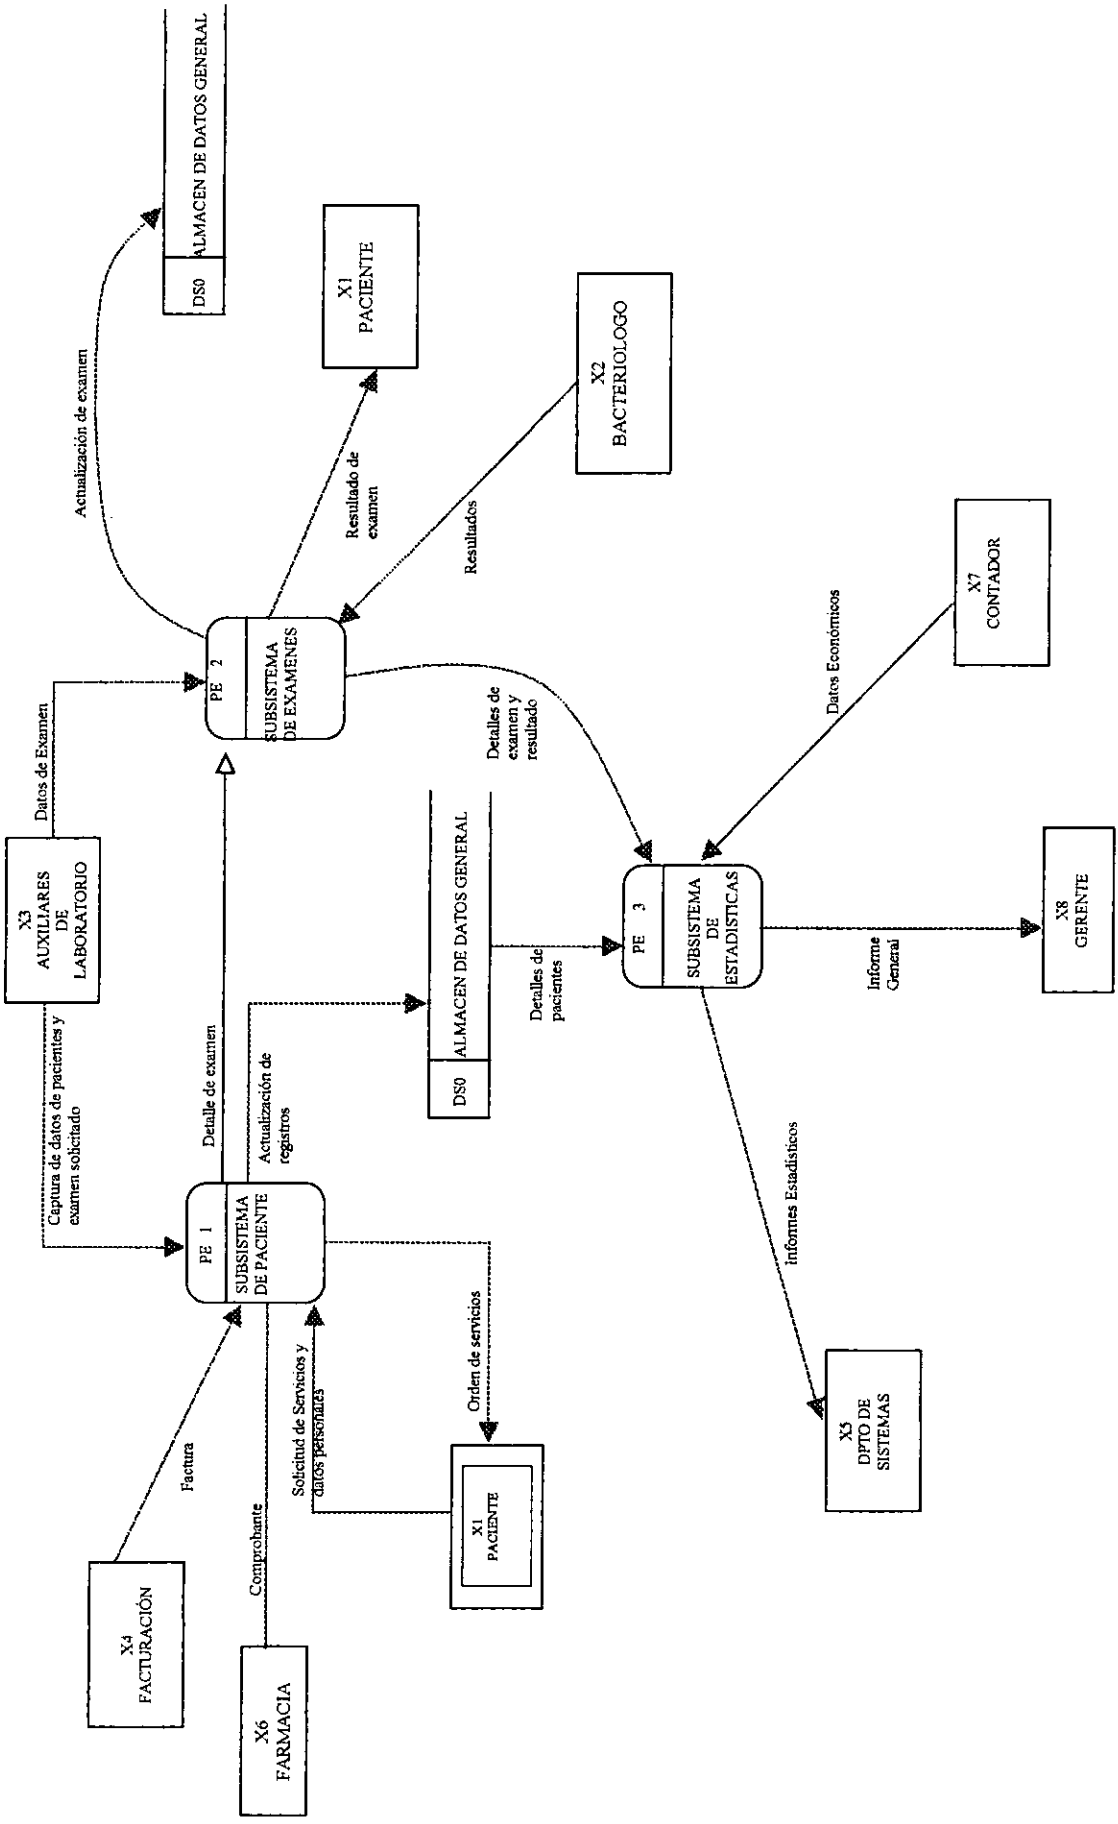 X3
AUXILIARES
DE
LABORATORIO
Captura de datos de pacientes y
examen solicitado
Datos de Examen
Actualización de examen
DS0
ALMACEN DE DATOS GENERAL
X4
FACTURACIÓN
Factura
PE 1
SUBSISTEMA
DE PACIENTE
Detalle de examen
PE 2
SUBSISTEMA
DE EXAMENES
Resultado de
examen
X1
PACIENTE
X6
FARMACIA
Comprobante
Actualización de
registros
Solicitud de Servicios y
datos personales
Orden de servicios
X1
PACIENTE
DS0
ALMACEN DE DATOS GENERAL
Resultados
X2
BACTERIOLOGO
Detalles de
examen y
resultado
Detalles de
pacientes
PE 3
SUBSISTEMA
DE
ESTADISTICAS
Datos Económicos
X7
CONTADOR
Informes Estadísticos
X5
DPTO DE
SISTEMAS
Informe
General
X8
GERENTE